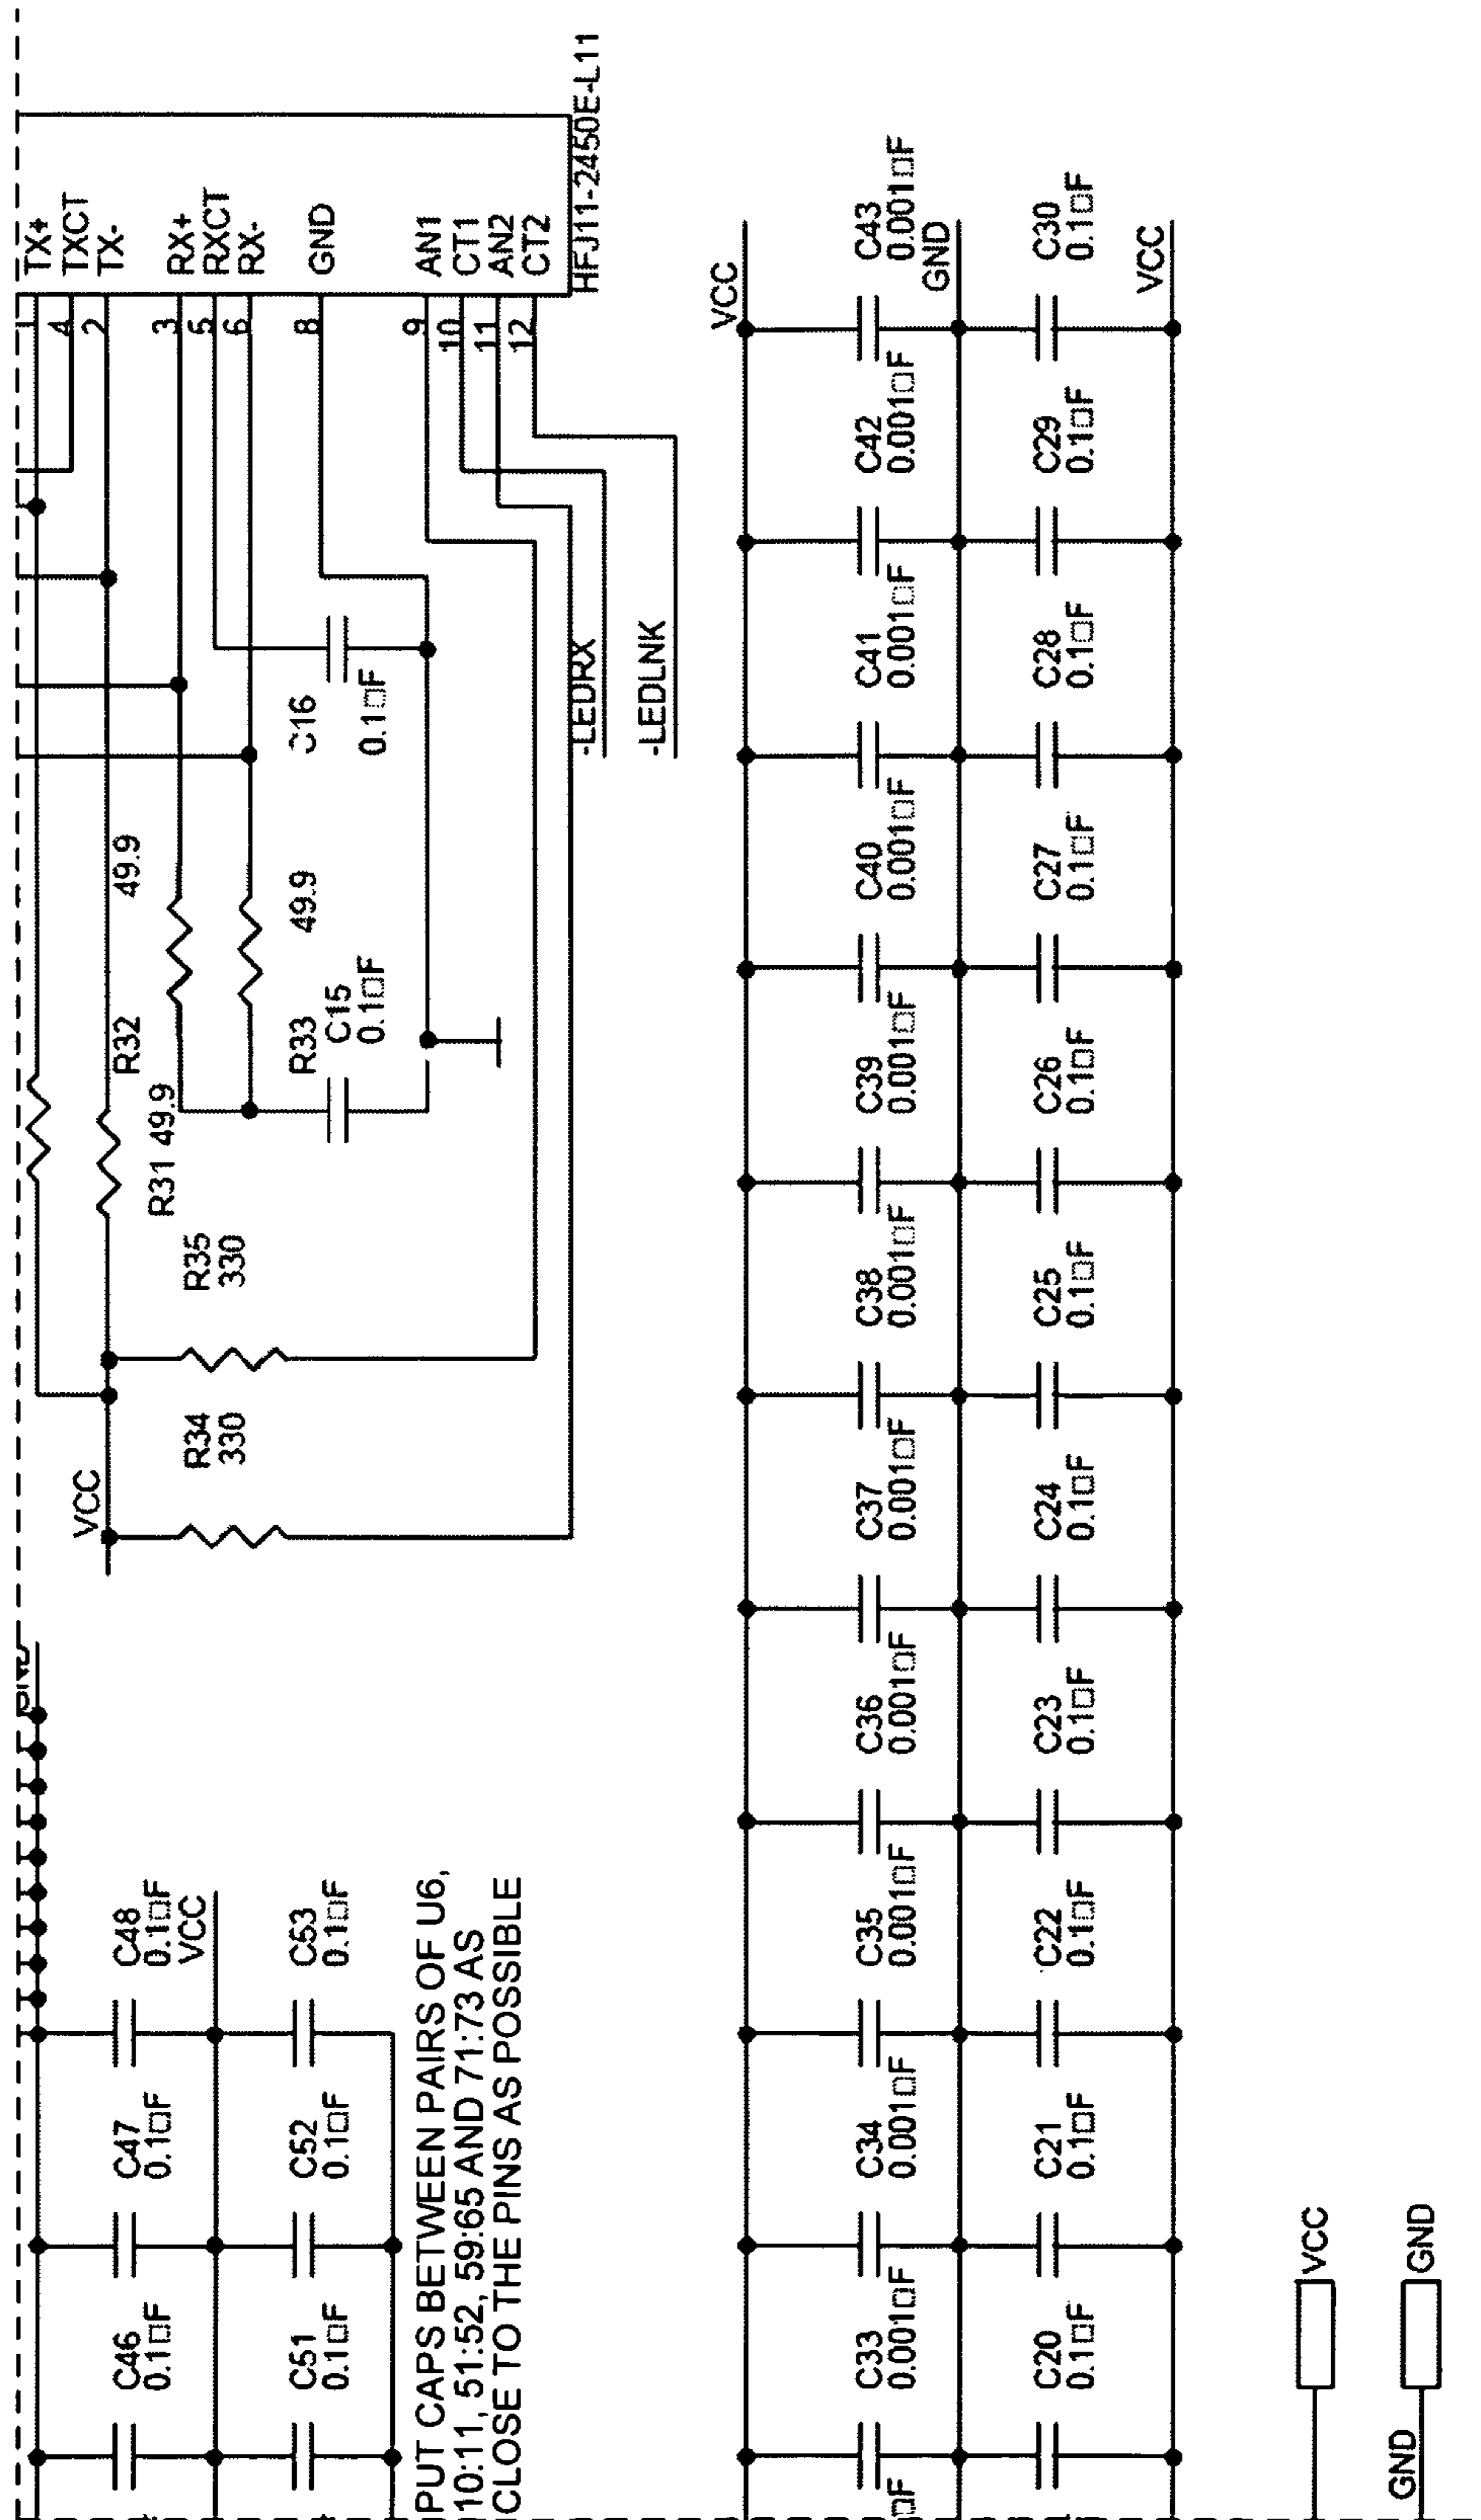 GND
TX+
TXCT
TX-
RX+
RXCT
RX-
GND
AN1
CT1
AN2
CT2
HFJ11-2450E-L11
1
4
2
3
5
6
8
9
10
11
12
VCC
R34
330
R35
330
R31 49.9
R32
49.9
R33
49.9
C15
0.1□F
C16
0.1□F
-LEDRX
-LEDLNK
C46
0.1□F
C47
0.1□F
C48
0.1□F
VCC
C51
0.1□F
C52
0.1□F
C53
0.1□F
PUT CAPS BETWEEN PAIRS OF U6,
10:11, 51:52, 59:65 AND 71:73 AS
CLOSE TO THE PINS AS POSSIBLE
VCC
□F
C33
0.001□F
C34
0.001□F
C35
0.001□F
C36
0.001□F
C37
0.001□F
C38
0.001□F
C39
0.001□F
C40
0.001□F
C41
0.001□F
C42
0.001□F
C43
0.001□F
GND
C20
0.1□F
C21
0.1□F
C22
0.1□F
C23
0.1□F
C24
0.1□F
C25
0.1□F
C26
0.1□F
C27
0.1□F
C28
0.1□F
C29
0.1□F
C30
0.1□F
VCC
VCC
GND
GND